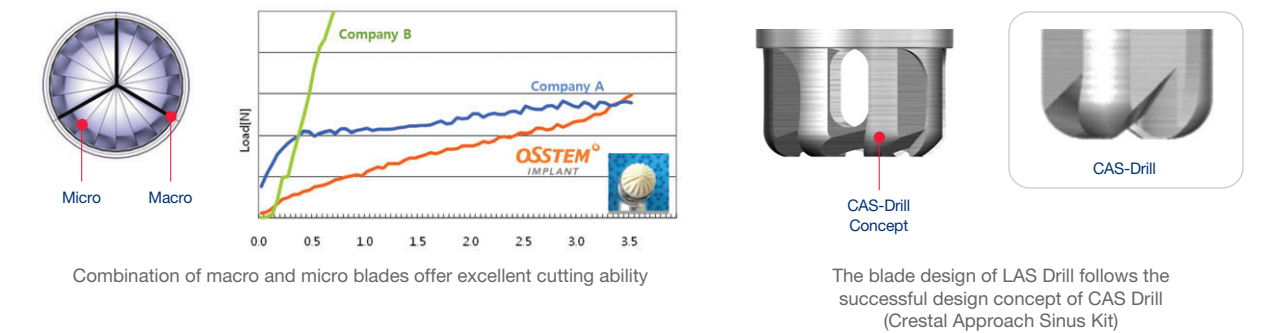 Micro
Macro
Load[N]
Company B
Company A
OSSTEM
IMPLANT
0.0 0.5 1.0 1.5 2.0 2.5 3.0 3.5
Combination of macro and micro blades offer excellent cutting ability
CAS-Drill
Concept
CAS-Drill
The blade design of LAS Drill follows the
successful design concept of CAS Drill
(Crestal Approach Sinus Kit)